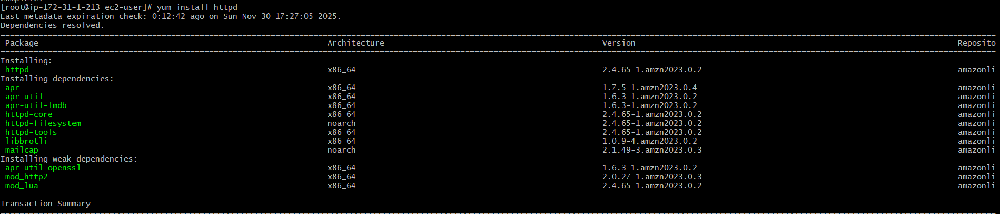 Complete!
[root@ip-172-31-1-213 ec2-user]# yum install httpd
Last metadata expiration check: 0:12:42 ago on Sun Nov 30 17:27:05 2025.
Dependencies resolved.
================================================================================
Package Architecture Version Reposito
================================================================================
Installing:
httpd x86_64 2.4.65-1.amzn2023.0.2 amazonli
Installing dependencies:
apr x86_64 1.7.5-1.amzn2023.0.4 amazonli
apr-util x86_64 1.6.3-1.amzn2023.0.2 amazonli
apr-util-lmdb x86_64 1.6.3-1.amzn2023.0.2 amazonli
httpd-core x86_64 2.4.65-1.amzn2023.0.2 amazonli
httpd-filesystem noarch 2.4.65-1.amzn2023.0.2 amazonli
httpd-tools x86_64 2.4.65-1.amzn2023.0.2 amazonli
libbrotli x86_64 1.0.9-4.amzn2023.0.2 amazonli
mailcap noarch 2.1.49-3.amzn2023.0.3 amazonli
Installing weak dependencies:
apr-util-openssl x86_64 1.6.3-1.amzn2023.0.2 amazonli
mod_http2 x86_64 2.0.27-1.amzn2023.0.3 amazonli
mod_lua x86_64 2.4.65-1.amzn2023.0.2 amazonli
Transaction Summary
================================================================================